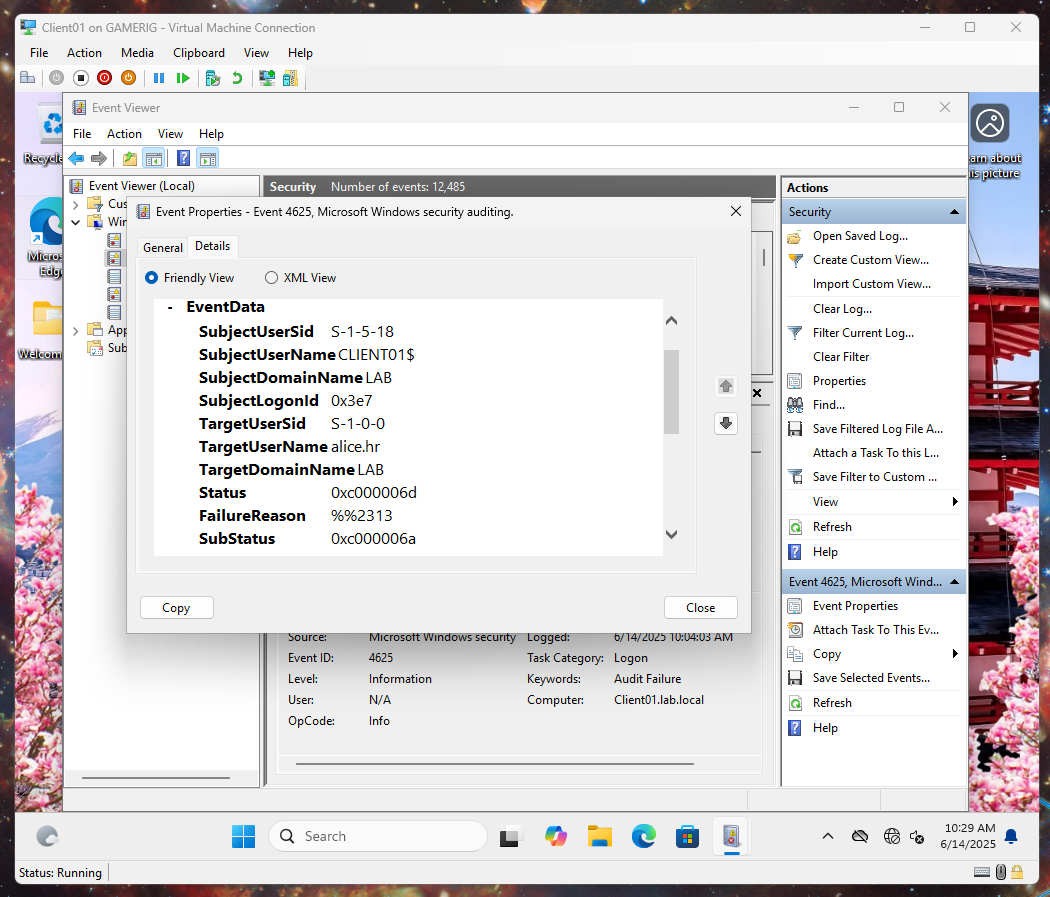 Client01 on GAMERIG - Virtual Machine Connection
File Action Media Clipboard View Help
Event Viewer
File Action View Help
Recycle
Micros
Edge
Welcom
earn about
is picture
Event Viewer (Local)
Cus
Win
App
Sub
Security Number of events: 12,485
Event Properties - Event 4625, Microsoft Windows security auditing.
General Details
Friendly View XML View
- EventData
SubjectUserSid S-1-5-18
SubjectUserName CLIENT01$
SubjectDomainName LAB
SubjectLogonId 0x3e7
TargetUserSid S-1-0-0
TargetUserName alice.hr
TargetDomainName LAB
Status 0xc000006d
FailureReason %%2313
SubStatus 0xc000006a
Copy Close
Source: Microsoft Windows security Logged: 6/14/2025 10:04:03 AM
Event ID: 4625 Task Category: Logon
Level: Information Keywords: Audit Failure
User: N/A Computer: Client01.lab.local
OpCode: Info
Actions
Security
Open Saved Log...
Create Custom View...
Import Custom View...
Clear Log...
Filter Current Log...
Clear Filter
Properties
Find...
Save Filtered Log File A...
Attach a Task To this L...
Save Filter to Custom ...
View
Refresh
Help
Event 4625, Microsoft Wind...
Event Properties
Attach Task To This Ev...
Copy
Save Selected Events...
Refresh
Help
Search
10:29 AM
6/14/2025
Status: Running